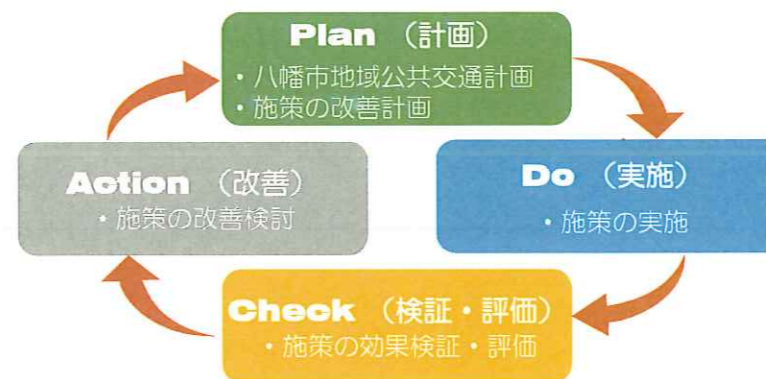 Plan （計画）
・八幡市地域公共交通計画
・施策の改善計画
Do （実施）
・施策の実施
Check （検証・評価）
・施策の効果検証・評価
Action （改善）
・施策の改善検討